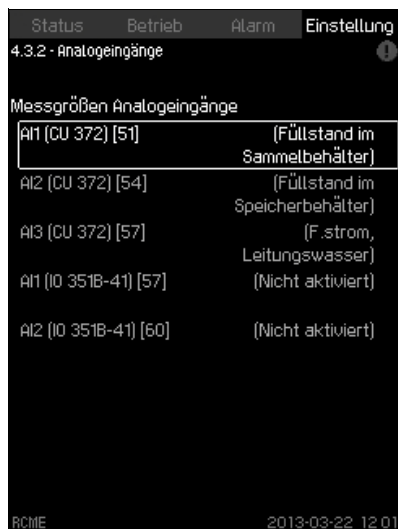 Status Betrieb Alarm Einstellung
4.3.2 - Analogeingänge
Messgrößen Analogeingänge
AI1 (CU 372) [51] (Füllstand im
Sammelbehälter)
AI2 (CU 372) [54] (Füllstand im
Speicherbehälter)
AI3 (CU 372) [57] (F.strom,
Leitungswasser)
AI1 (IO 351B-41) [57] (Nicht aktiviert)
AI2 (IO 351B-41) [60] (Nicht aktiviert)
RCME 2013-03-22 12:01